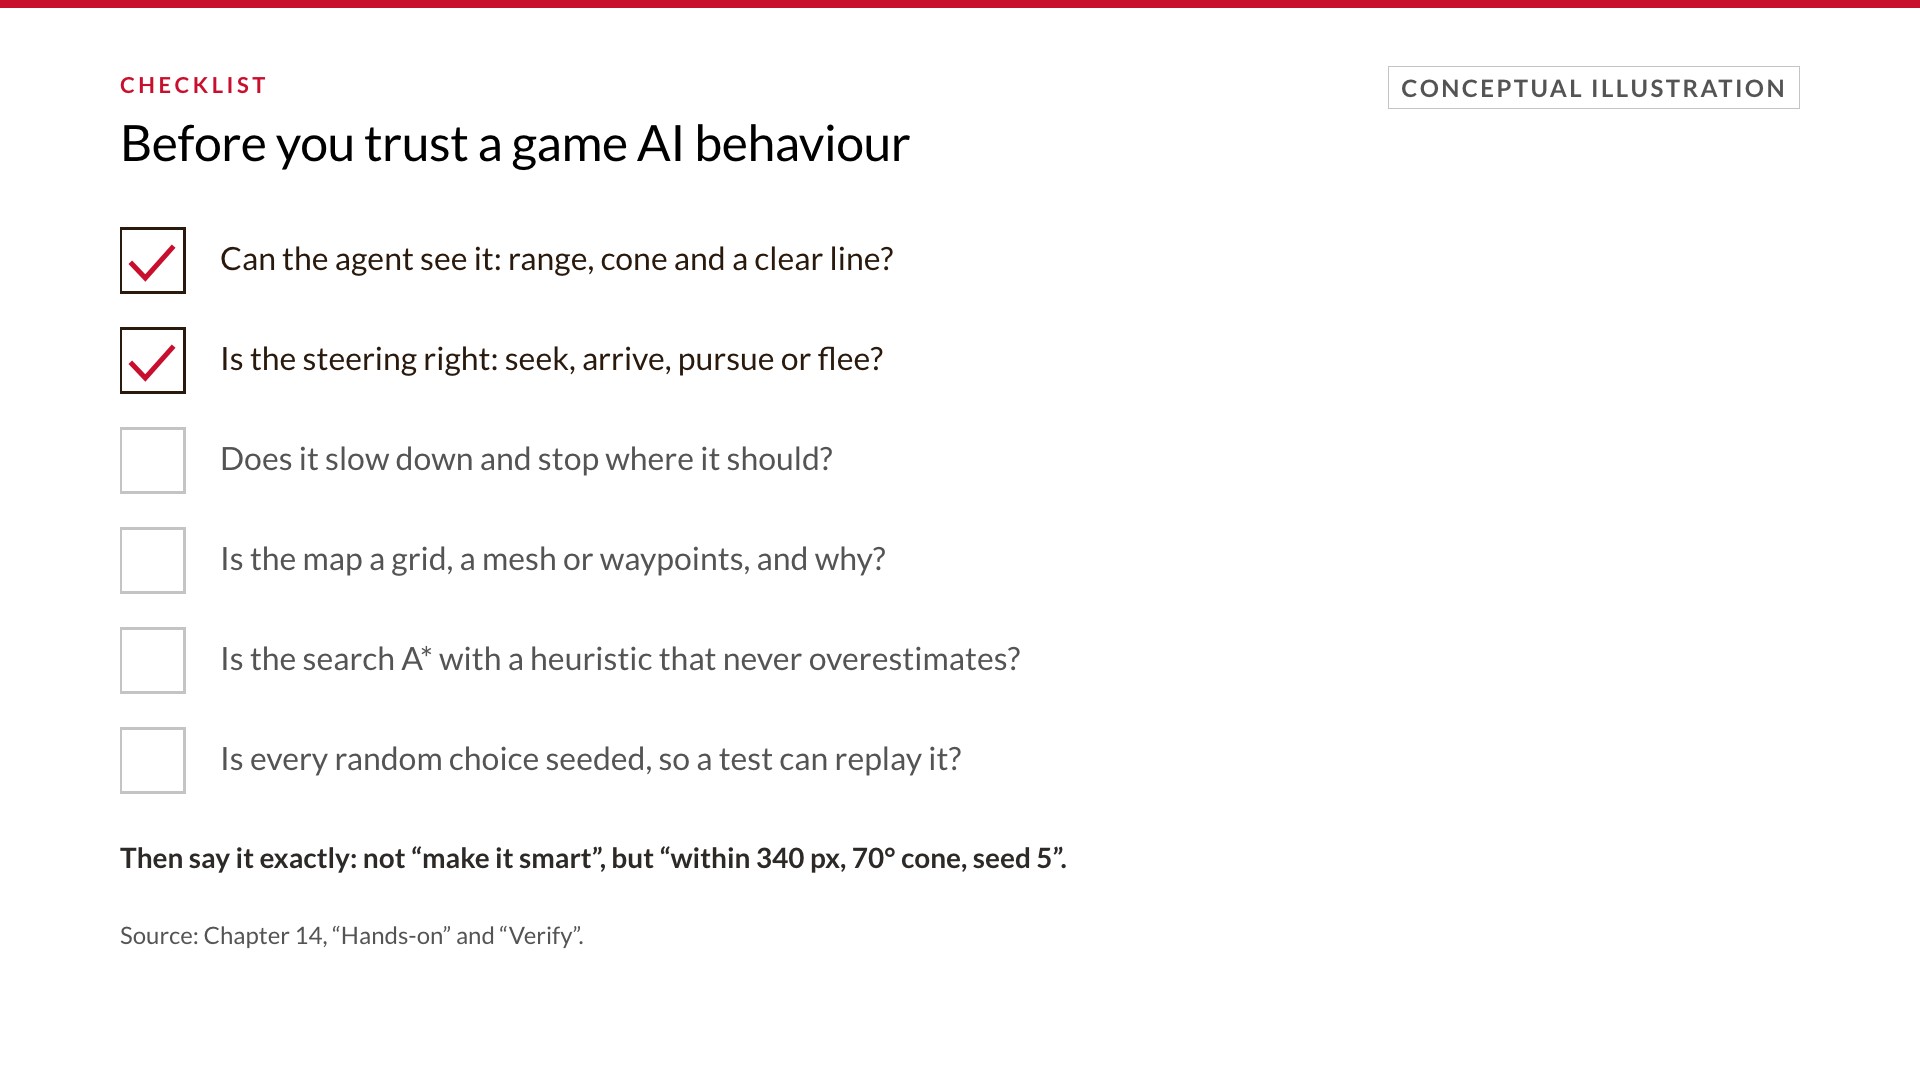 CHECKLIST
CONCEPTUAL ILLUSTRATION
Before you trust a game AI behaviour
Can the agent see it: range, cone and a clear line?
Is the steering right: seek, arrive, pursue or flee?
Does it slow down and stop where it should?
Is the map a grid, a mesh or waypoints, and why?
Is the search A* with a heuristic that never overestimates?
Is every random choice seeded, so a test can replay it?
Then say it exactly: not “make it smart”, but “within 340 px, 70° cone, seed 5”.
Source: Chapter 14, “Hands-on” and “Verify”.